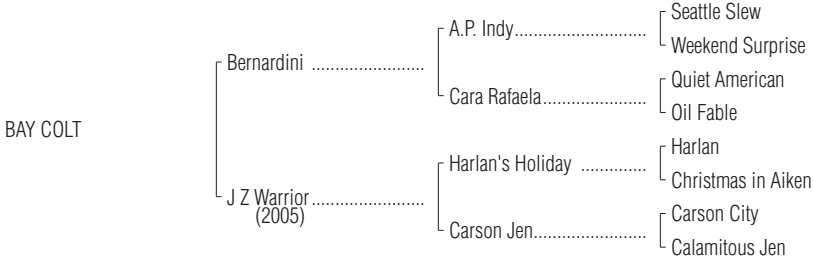 Seattle Slew
A.P. Indy............................
Weekend Surprise
Bernardini ........................
Quiet American
Cara Rafaela......................
Oil Fable
BAY COLT
Harlan
Harlan's Holiday ..............
Christmas in Aiken
J Z Warrior........................
(2005)
Carson City
Carson Jen........................
Calamitous Jen